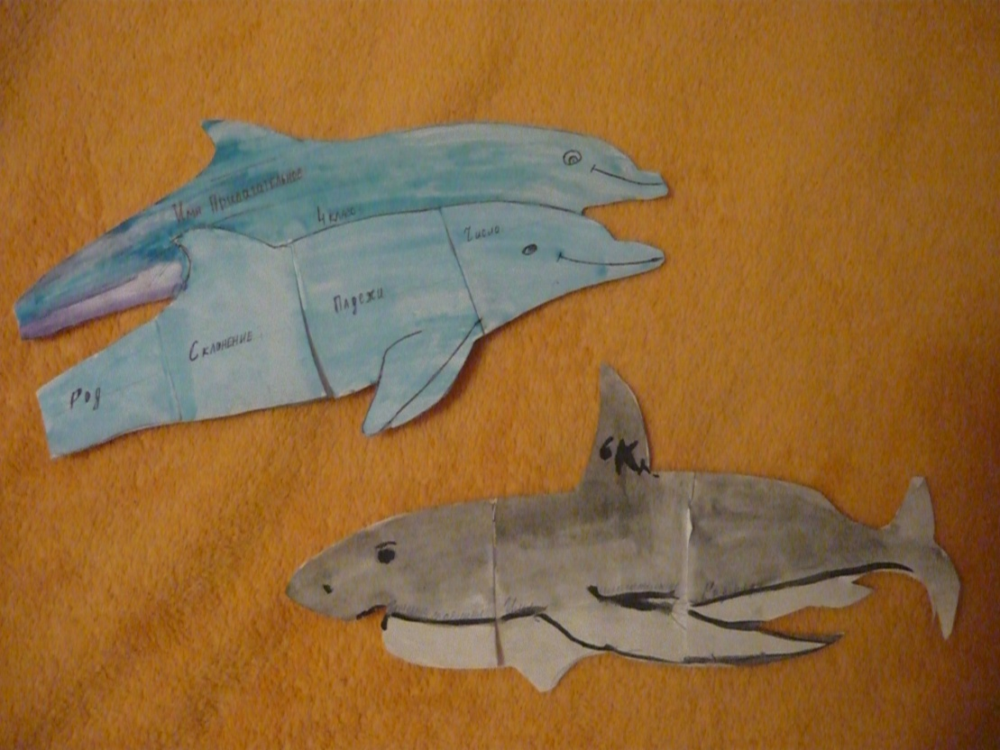 Имя Прилагательное
4 класс
Число
Падежи
Склонение
Род
6 Кл.